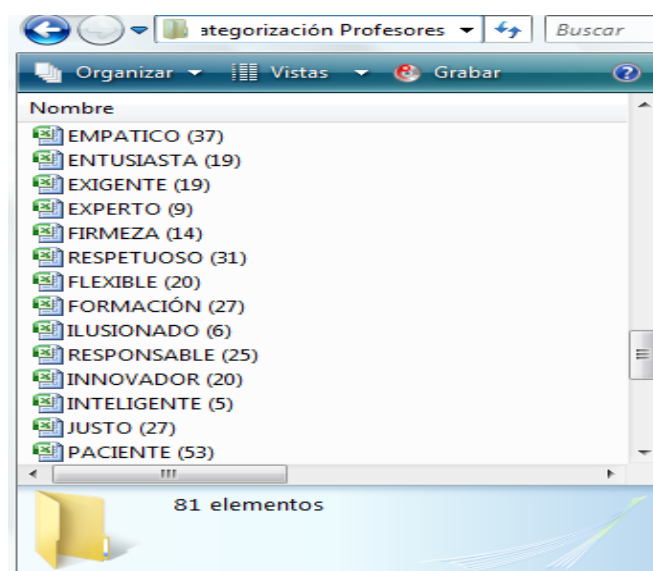 ategorización Profesores Buscar
Organizar Vistas Grabar
Nombre
EMPATICO (37)
ENTUSIASTA (19)
EXIGENTE (19)
EXPERTO (9)
FIRMEZA (14)
RESPETUOSO (31)
FLEXIBLE (20)
FORMACIÓN (27)
ILUSIONADO (6)
RESPONSABLE (25)
INNOVADOR (20)
INTELIGENTE (5)
JUSTO (27)
PACIENTE (53)
81 elementos